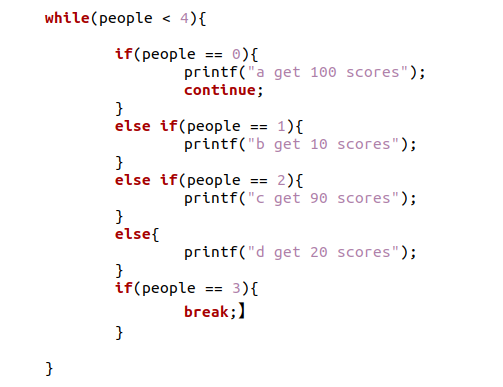 while(people < 4){
if(people == 0){
printf("a get 100 scores");
continue;
}
else if(people == 1){
printf("b get 10 scores");
}
else if(people == 2){
printf("c get 90 scores");
}
else{
printf("d get 20 scores");
}
if(people == 3){
break;】
}
}